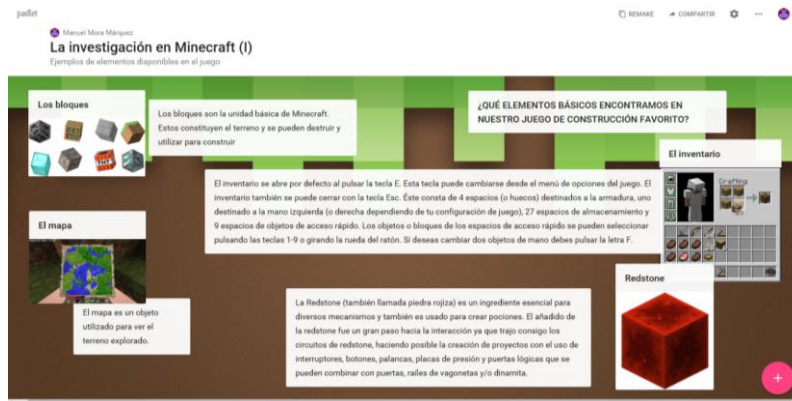 padlet
REMAKE
COMPARTIR
Manuel Mora Márquez
La investigación en Minecraft (I)
Ejemplos de elementos disponibles en el juego
Los bloques
Los bloques son la unidad básica de Minecraft.
Estos constituyen el terreno y se pueden destruir y
utilizar para construir
¿QUÉ ELEMENTOS BÁSICOS ENCONTRAMOS EN
NUESTRO JUEGO DE CONSTRUCCIÓN FAVORITO?
El inventario
Crafting
El inventario se abre por defecto al pulsar la tecla E. Esta tecla puede cambiarse desde el menú de opciones del juego. El
inventario también se puede cerrar con la tecla Esc. Éste consta de 4 espacios (o huecos) destinados a la armadura, uno
destinado a la mano izquierda (o derecha dependiendo de tu configuración de juego), 27 espacios de almacenamiento y
9 espacios de objetos de acceso rápido. Los objetos o bloques de los espacios de acceso rápido se pueden seleccionar
pulsando las teclas 1-9 o girando la rueda del ratón. Si deseas cambiar dos objetos de mano debes pulsar la letra F.
El mapa
El mapa es un objeto
utilizado para ver el
terreno explorado.
Redstone
La Redstone (también llamada piedra rojiza) es un ingrediente esencial para
diversos mecanismos y también es usado para crear pociones. El añadido de
la redstone fue un gran paso hacia la interacción ya que trajo consigo los
circuitos de redstone, haciendo posible la creación de proyectos con el uso de
interruptores, botones, palancas, placas de presión y puertas lógicas que se
pueden combinar con puertas, raíles de vagonetas y/o dinamita.